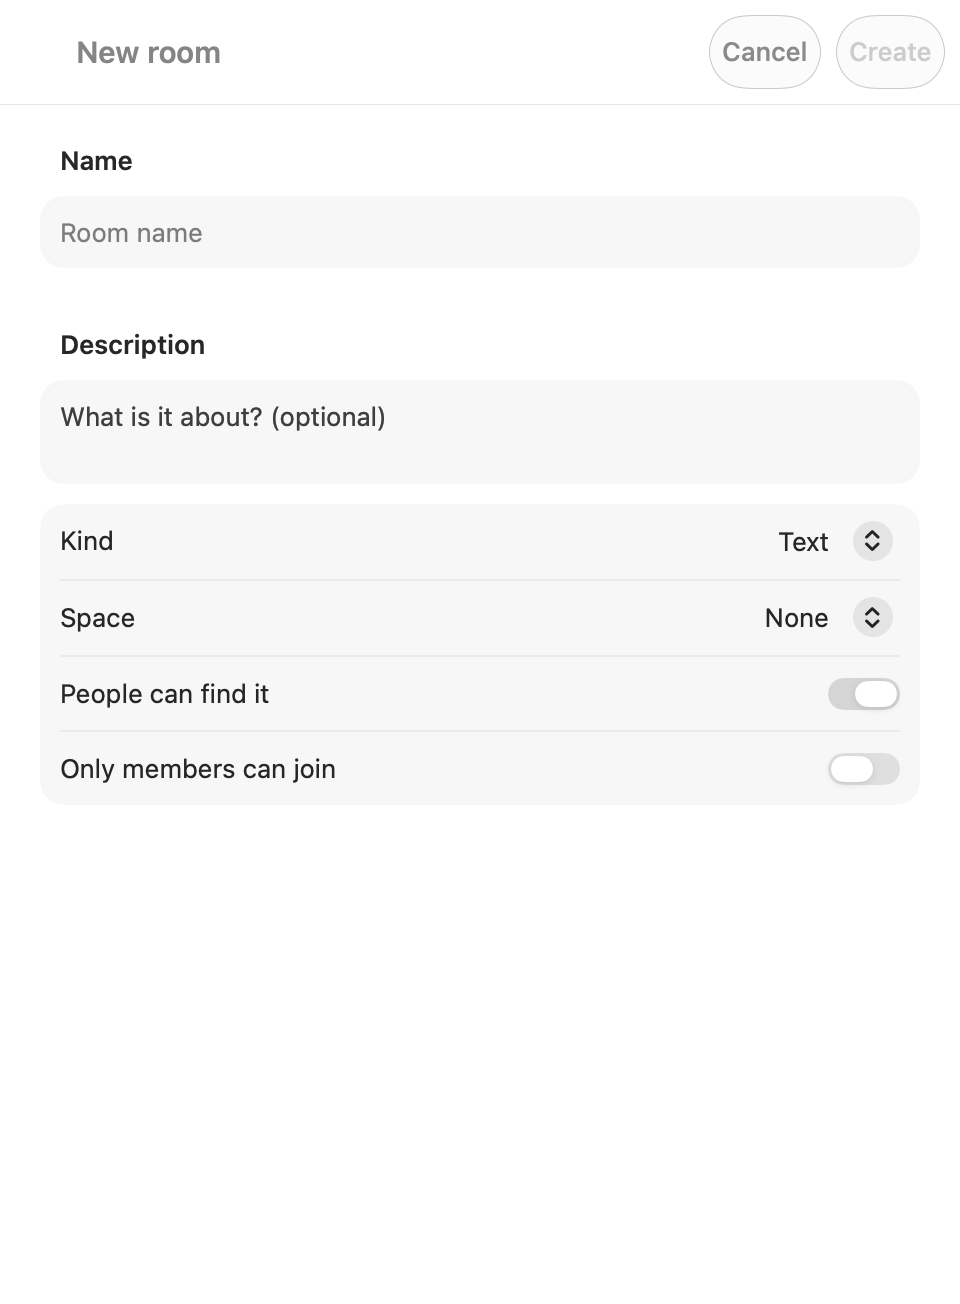 New room
Cancel
Create
Name
Room name
Description
What is it about? (optional)
Kind
Text
Space
None
People can find it
Only members can join